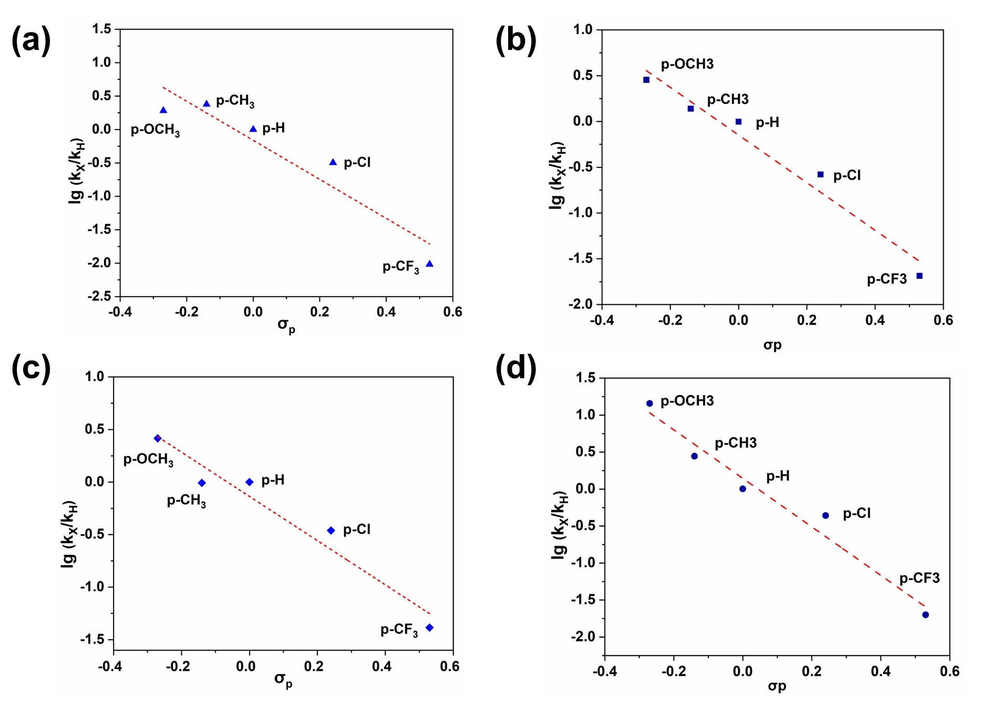 (a)
1.5
1.0
0.5
0.0
-0.5
-1.0
-1.5
-2.0
-2.5
lg (kX/kH)
p-OCH3
p-CH3
p-H
p-Cl
p-CF3
-0.4 -0.2 0.0 0.2 0.4 0.6
σp
(b)
1.0
0.5
0.0
-0.5
-1.0
-1.5
-2.0
lg (kX/kH)
p-OCH3
p-CH3
p-H
p-Cl
p-CF3
-0.4 -0.2 0.0 0.2 0.4 0.6
σp
(c)
1.0
0.5
0.0
-0.5
-1.0
-1.5
lg (kX/kH)
p-OCH3
p-CH3
p-H
p-Cl
p-CF3
-0.4 -0.2 0.0 0.2 0.4 0.6
σp
(d)
1.5
1.0
0.5
0.0
-0.5
-1.0
-1.5
-2.0
lg (kX/kH)
p-OCH3
p-CH3
p-H
p-Cl
p-CF3
-0.4 -0.2 0.0 0.2 0.4 0.6
σp